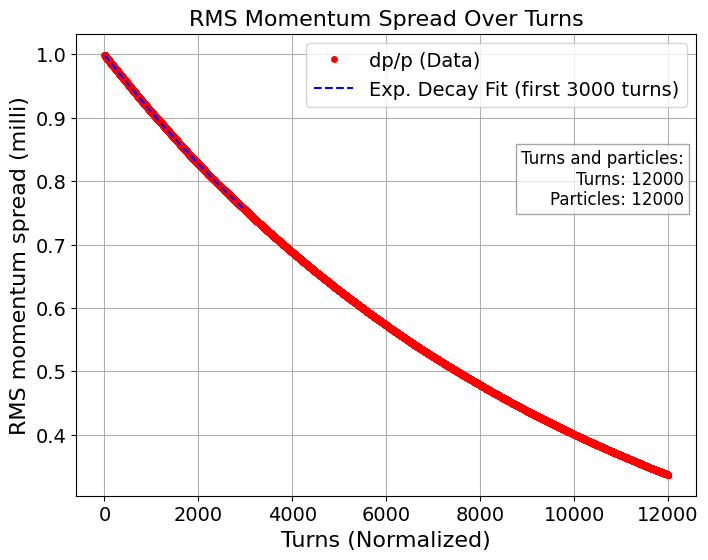 RMS Momentum Spread Over Turns
RMS momentum spread (milli)
1.0
0.9
0.8
0.7
0.6
0.5
0.4
dp/p (Data)
Exp. Decay Fit (first 3000 turns)
Turns and particles:
Turns: 12000
Particles: 12000
0
2000
4000
6000
8000
10000
12000
Turns (Normalized)